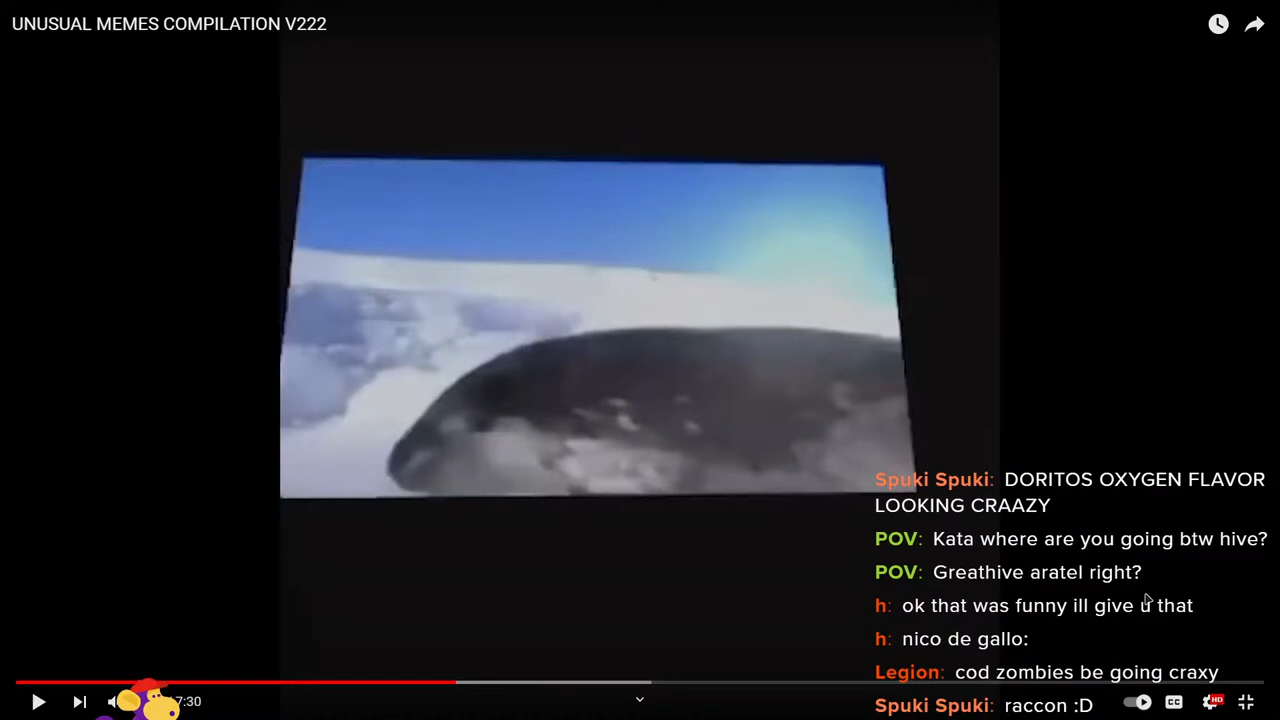 UNUSUAL MEMES COMPILATION V222
Spuki Spuki: DORITOS OXYGEN FLAVOR
LOOKING CRAAZY
POV: Kata where are you going btw hive?
POV: Greathive aratel right?
h: ok that was funny ill give u that
h: nico de gallo:
Legion: cod zombies be going craxy
Spuki Spuki: raccon :D
7:30
CC
HD